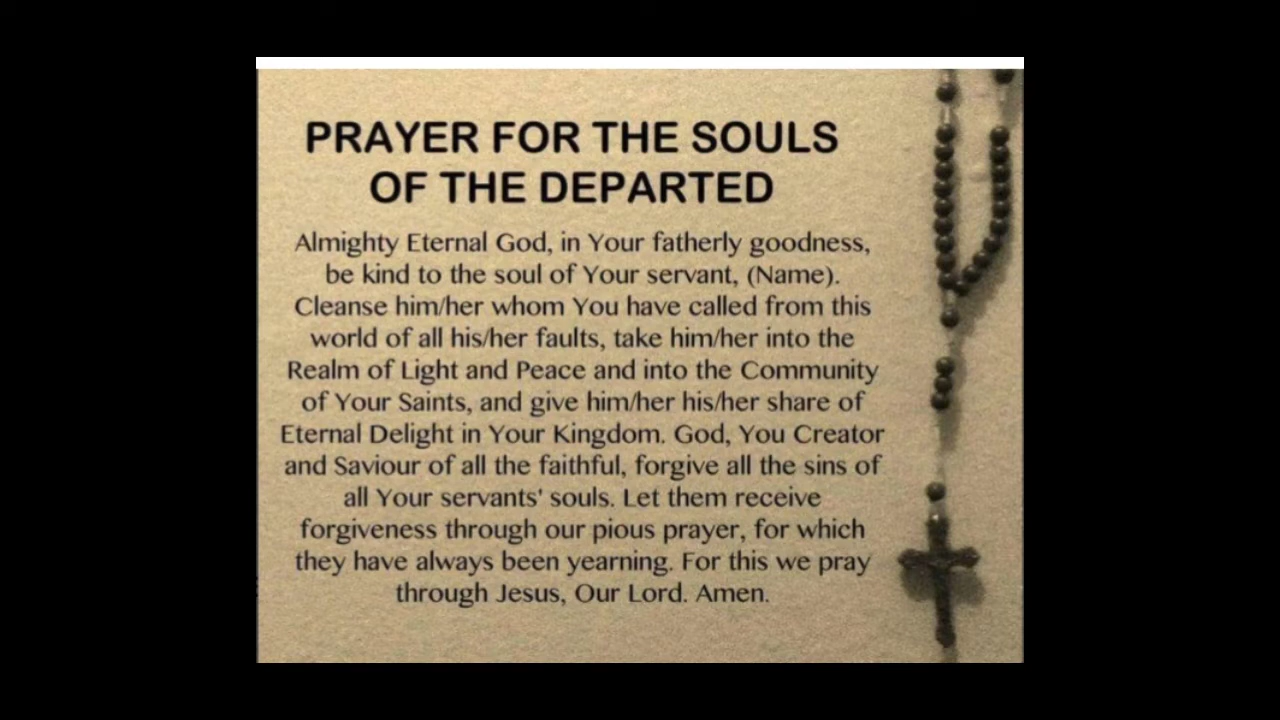 PRAYER FOR THE SOULS
OF THE DEPARTED
Almighty Eternal God, in Your fatherly goodness,
be kind to the soul of Your servant, (Name).
Cleanse him/her whom You have called from this
world of all his/her faults, take him/her into the
Realm of Light and Peace and into the Community
of Your Saints, and give him/her his/her share of
Eternal Delight in Your Kingdom. God, You Creator
and Saviour of all the faithful, forgive all the sins of
all Your servants' souls. Let them receive
forgiveness through our pious prayer, for which
they have always been yearning. For this we pray
through Jesus, Our Lord. Amen.